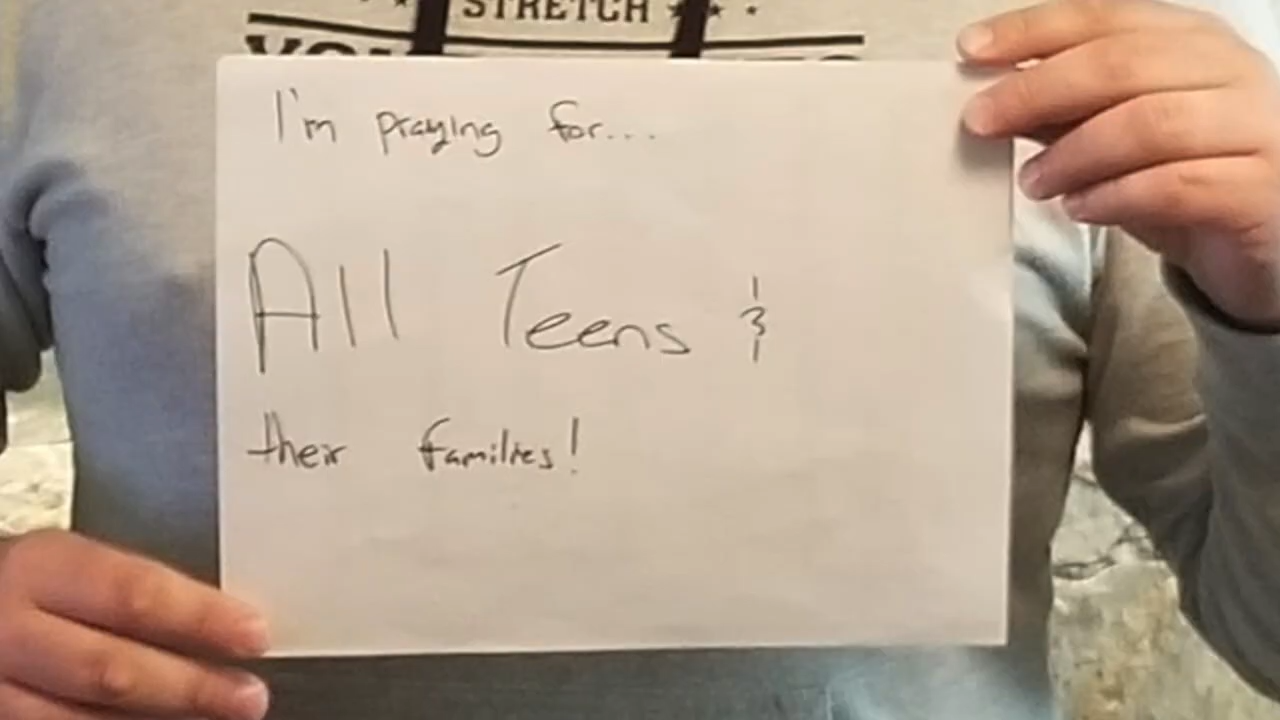 STRETCH
I'm praying for...
All Teens &
their families!